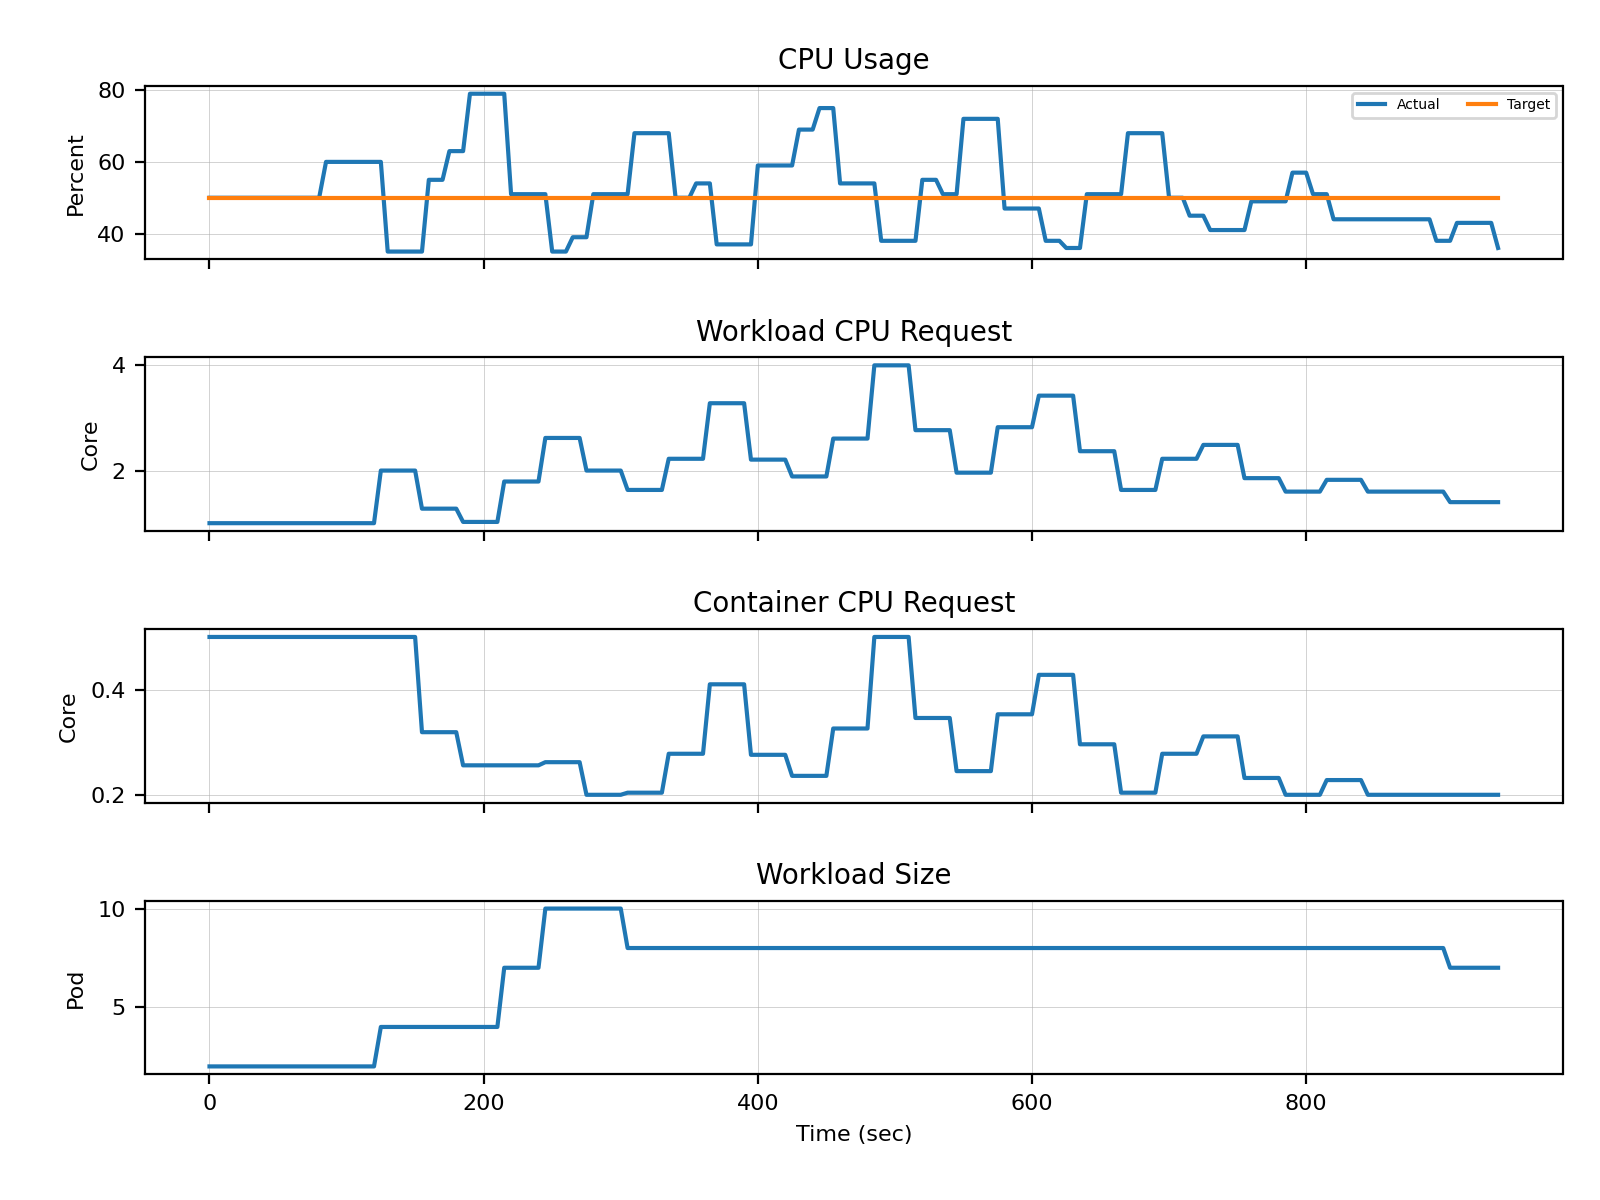 CPU Usage
80
60
40
Percent
Actual
Target
Workload CPU Request
4
2
Core
Container CPU Request
0.4
0.2
Core
Workload Size
10
5
Pod
0 200 400 600 800
Time (sec)